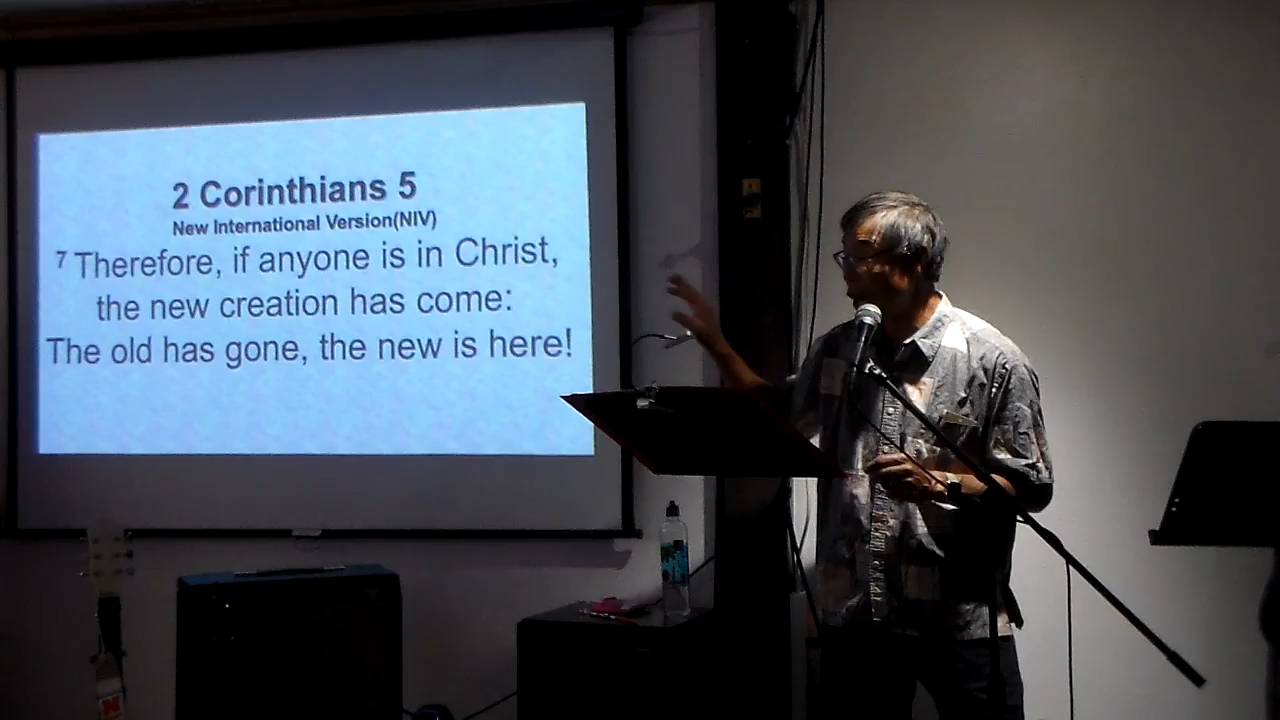 2 Corinthians 5
New International Version(NIV)
7 Therefore, if anyone is in Christ,
the new creation has come:
The old has gone, the new is here!